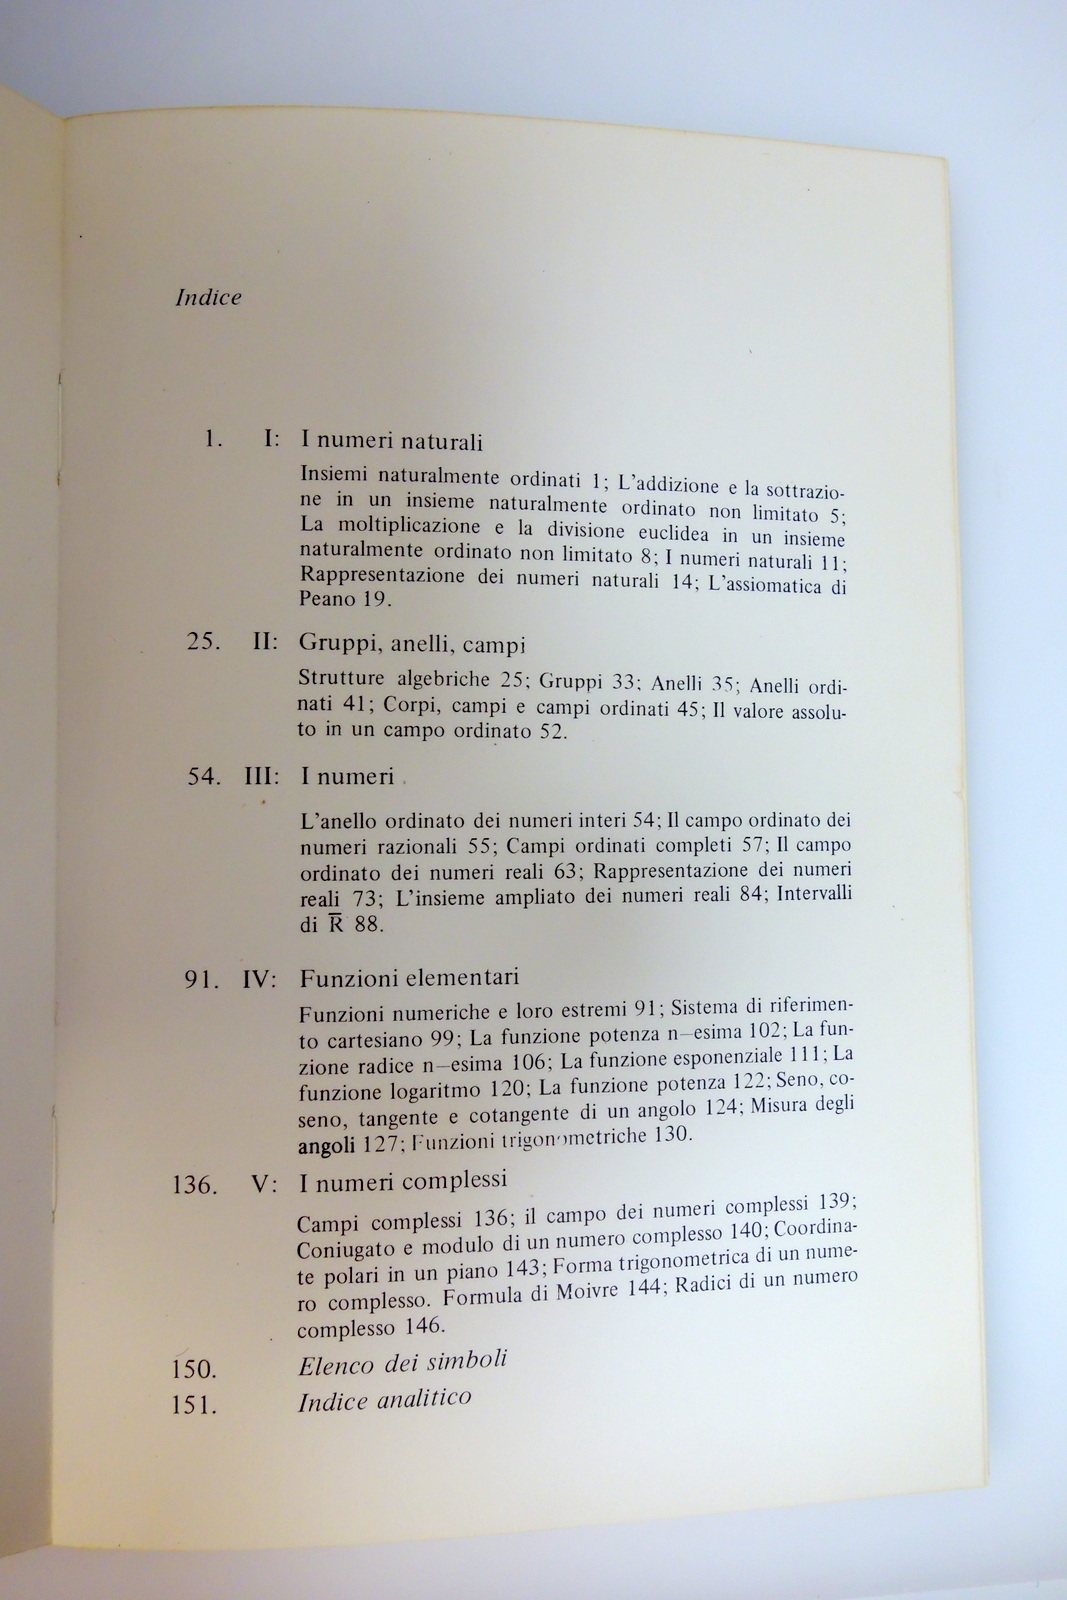 Indice
1. I: I numeri naturali
Insiemi naturalmente ordinati 1; L'addizione e la sottrazio-
ne in un insieme naturalmente ordinato non limitato 5;
La moltiplicazione e la divisione euclidea in un insieme
naturalmente ordinato non limitato 8; I numeri naturali 11;
Rappresentazione dei numeri naturali 14; L'assiomatica di
Peano 19.
25. II: Gruppi, anelli, campi
Strutture algebriche 25; Gruppi 33; Anelli 35; Anelli ordi-
nati 41; Corpi, campi e campi ordinati 45; Il valore assolu-
to in un campo ordinato 52.
54. III: I numeri
L'anello ordinato dei numeri interi 54; Il campo ordinato dei
numeri razionali 55; Campi ordinati completi 57; Il campo
ordinato dei numeri reali 63; Rappresentazione dei numeri
reali 73; L'insieme ampliato dei numeri reali 84; Intervalli
di R̅ 88.
91. IV: Funzioni elementari
Funzioni numeriche e loro estremi 91; Sistema di riferimen-
to cartesiano 99; La funzione potenza n—esima 102; La fun-
zione radice n—esima 106; La funzione esponenziale 111; La
funzione logaritmo 120; La funzione potenza 122; Seno, co-
seno, tangente e cotangente di un angolo 124; Misura degli
angoli 127; Funzioni trigonometriche 130.
136. V: I numeri complessi
Campi complessi 136; il campo dei numeri complessi 139;
Coniugato e modulo di un numero complesso 140; Coordina-
te polari in un piano 143; Forma trigonometrica di un nume-
ro complesso. Formula di Moivre 144; Radici di un numero
complesso 146.
150. Elenco dei simboli
151. Indice analitico